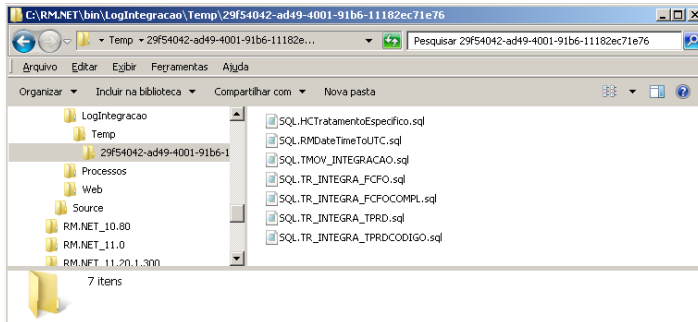 C:\RM.NET\bin\LogIntegracao\Temp\29f54042-ad49-4001-91b6-11182ec71e76
Temp 29f54042-ad49-4001-91b6-11182e...
Pesquisar 29f54042-ad49-4001-91b6-11182ec71e76
Arquivo Editar Exibir Ferramentas Ajuda
Organizar Incluir na biblioteca Compartilhar com Nova pasta
LogIntegracao
Temp
29f54042-ad49-4001-91b6-1
Processos
Web
Source
RM.NET_10.80
RM.NET_11.0
RM.NET_11.20.1.300
SQL.HCTratamentoEspecifico.sql
SQL.RMDateTimeToUTC.sql
SQL.TMOV_INTEGRACAO.sql
SQL.TR_INTEGRA_FCFO.sql
SQL.TR_INTEGRA_FCFOCOMPL.sql
SQL.TR_INTEGRA_TPRD.sql
SQL.TR_INTEGRA_TPRDCODIGO.sql
7 itens